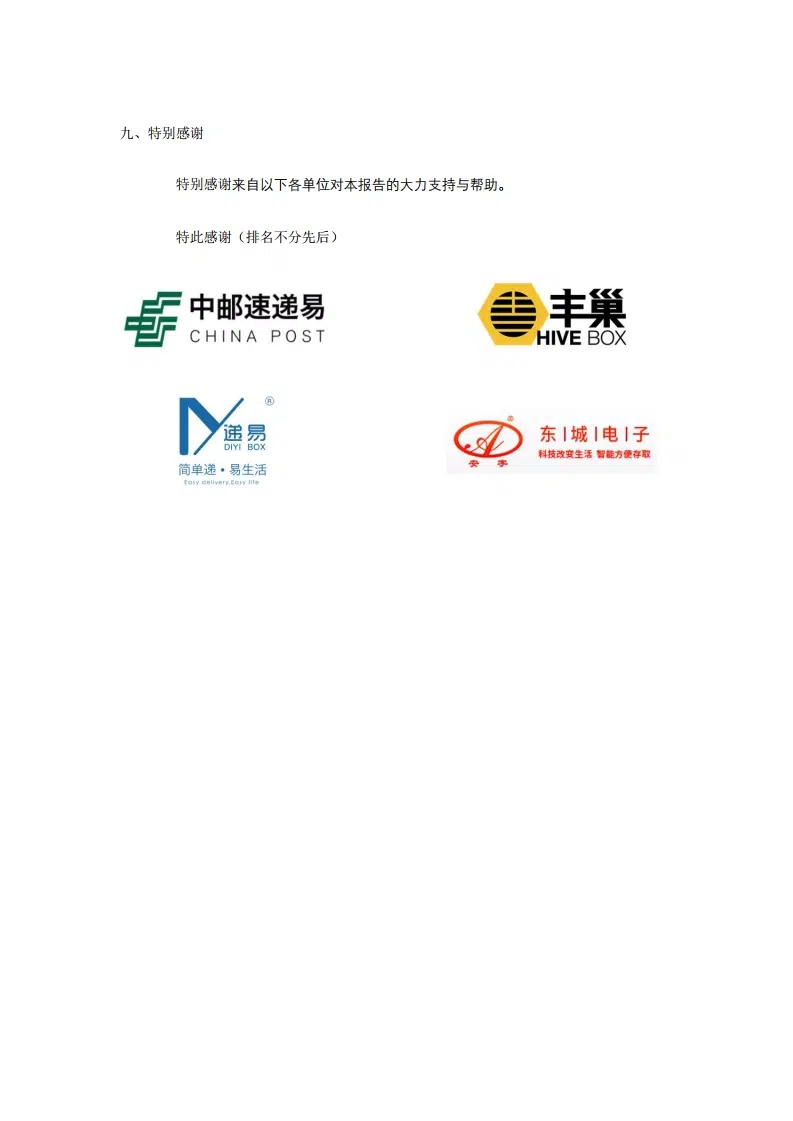 九、特别感谢
特别感谢来自以下各单位对本报告的大力支持与帮助。
特此感谢（排名不分先后）
中邮速递易
CHINA POST
丰巢
HIVE BOX
®
递易
DIYI BOX
简单递·易生活
Easy delivery,Easy life
®
A
安宇
东|城|电|子
科技改变生活 智能方便存取